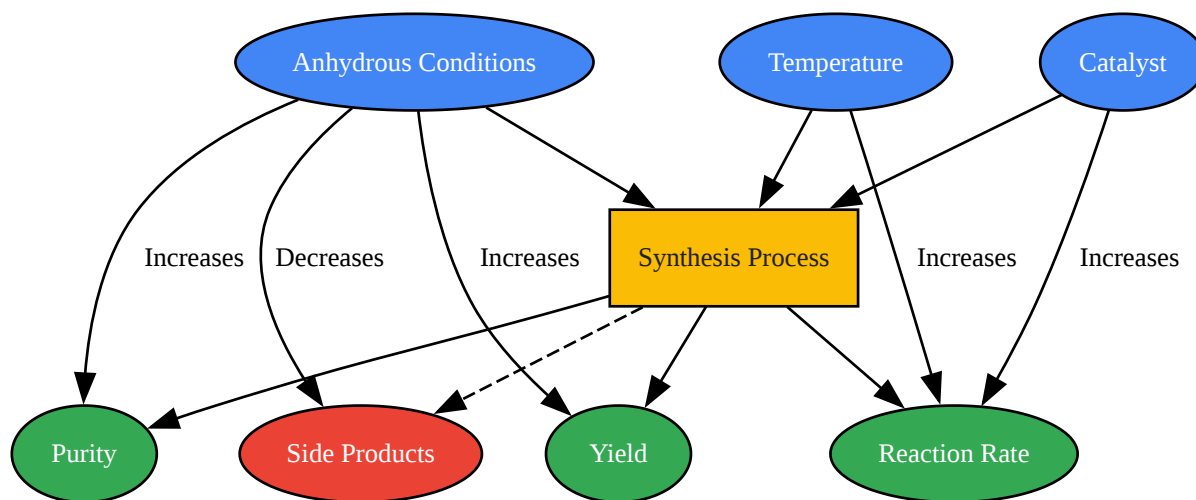 Anhydrous Conditions
Temperature
Catalyst
Increases
Decreases
Increases
Synthesis Process
Increases
Increases
Purity
Side Products
Yield
Reaction Rate